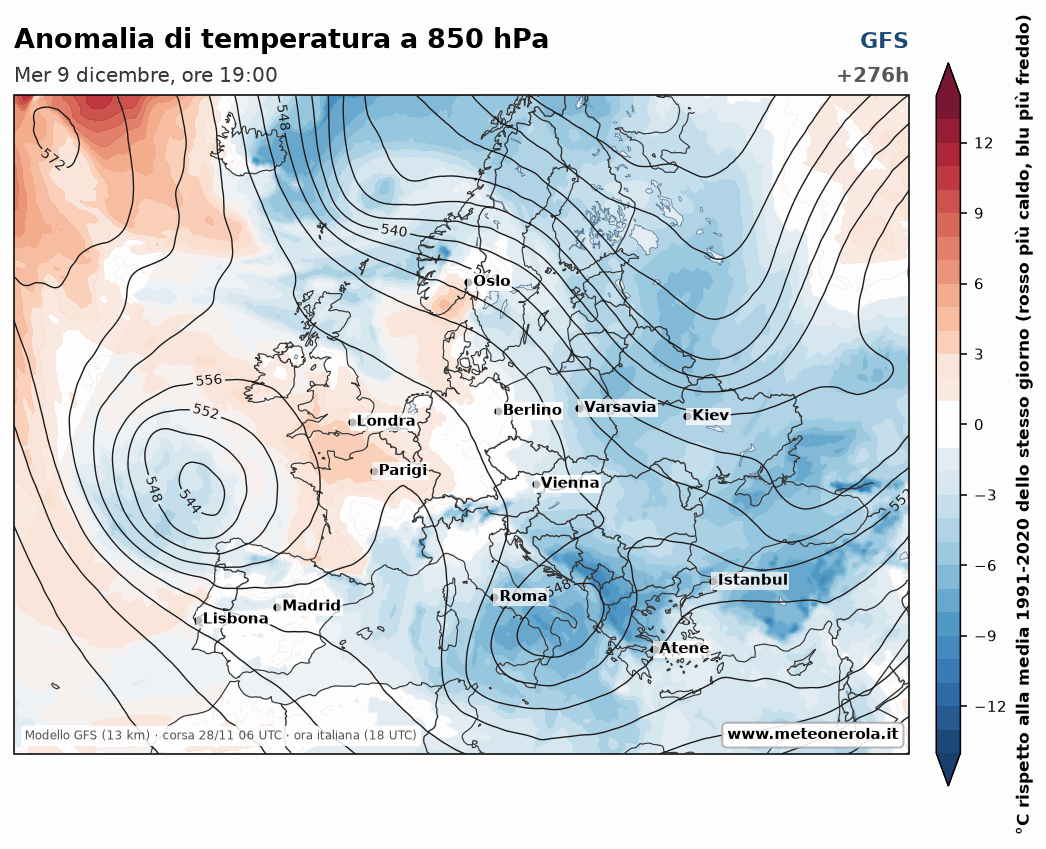 Anomalia di temperatura a 850 hPa
GFS
Mer 9 dicembre, ore 19:00
+276h
572
548
540
Oslo
556
552
Berlino
Varsavia
Kiev
Londra
Parigi
548
544
Vienna
552
548
Istanbul
Roma
Madrid
Lisbona
Atene
Modello GFS (13 km) · corsa 28/11 06 UTC · ora italiana (18 UTC)
www.meteonerola.it
12
9
6
3
0
−3
−6
−9
−12
°C rispetto alla media 1991-2020 dello stesso giorno (rosso più caldo, blu più freddo)